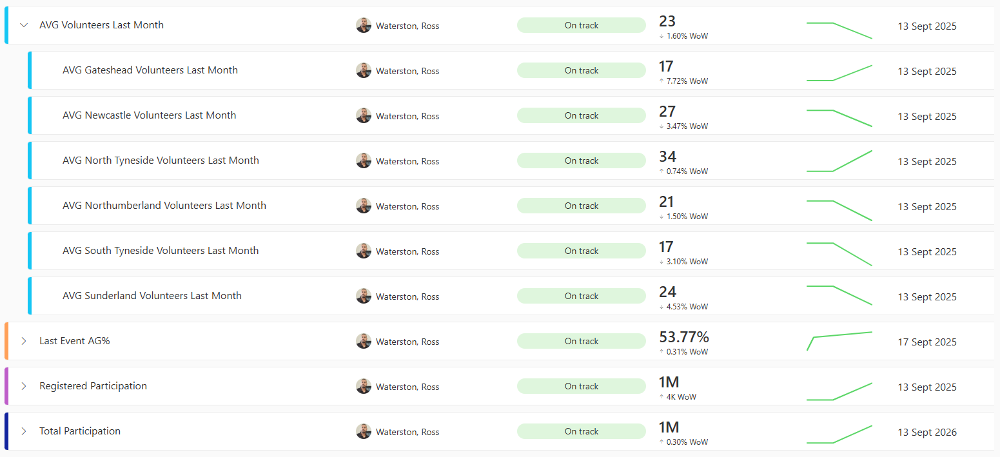 AVG Volunteers Last Month Waterston, Ross On track 23 ↓ 1.60% WoW 13 Sept 2025
AVG Gateshead Volunteers Last Month Waterston, Ross On track 17 ↑ 7.72% WoW 13 Sept 2025
AVG Newcastle Volunteers Last Month Waterston, Ross On track 27 ↓ 3.47% WoW 13 Sept 2025
AVG North Tyneside Volunteers Last Month Waterston, Ross On track 34 ↑ 0.74% WoW 13 Sept 2025
AVG Northumberland Volunteers Last Month Waterston, Ross On track 21 ↓ 1.50% WoW 13 Sept 2025
AVG South Tyneside Volunteers Last Month Waterston, Ross On track 17 ↓ 3.10% WoW 13 Sept 2025
AVG Sunderland Volunteers Last Month Waterston, Ross On track 24 ↓ 4.53% WoW 13 Sept 2025
Last Event AG% Waterston, Ross On track 53.77% ↑ 0.31% WoW 17 Sept 2025
Registered Participation Waterston, Ross On track 1M ↑ 4K WoW 13 Sept 2025
Total Participation Waterston, Ross On track 1M ↑ 0.30% WoW 13 Sept 2026